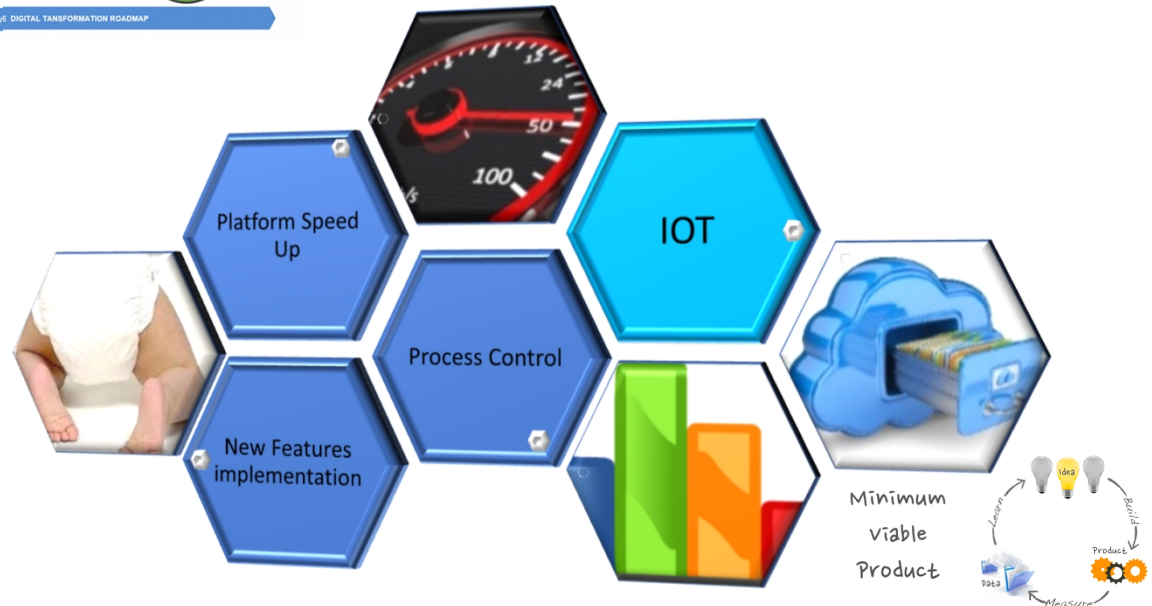 DIGITAL TANSFORMATION ROADMAP
12
24
50
100
Platform Speed
Up
IOT
Process Control
New Features
implementation
Minimum
Viable
Product
Idea
Learn
Build
Product
Data
Measure